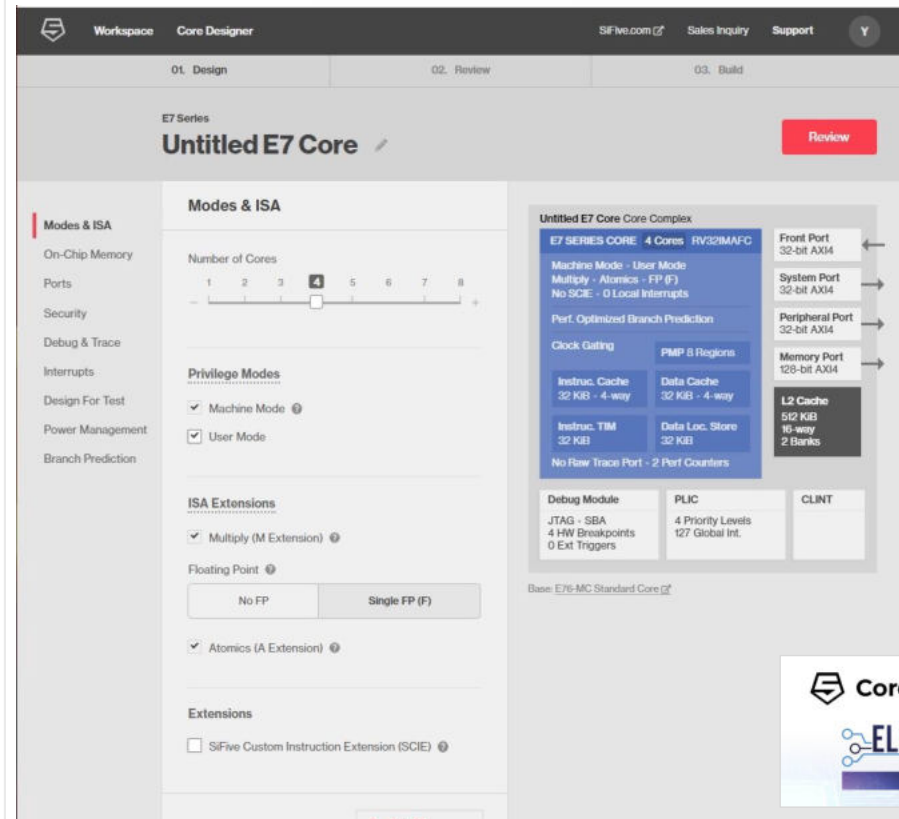 Workspace
Core Designer
SiFive.com
Sales Inquiry
Support
Y
01. Design
02. Review
03. Build
E7 Series
Untitled E7 Core
Review
Modes & ISA
On-Chip Memory
Ports
Security
Debug & Trace
Interrupts
Design For Test
Power Management
Branch Prediction
Modes & ISA
Number of Cores
1 2 3 4 5 6 7 8
− +
Privilege Modes
Machine Mode ?
User Mode
ISA Extensions
Multiply (M Extension) ?
Floating Point ?
No FP
Single FP (F)
Atomics (A Extension) ?
Extensions
SiFive Custom Instruction Extension (SCIE) ?
Untitled E7 Core Core Complex
E7 SERIES CORE 4 Cores RV32IMAFC
Machine Mode - User Mode
Multiply - Atomics - FP (F)
No SCIE - 0 Local Interrupts
Perf. Optimized Branch Prediction
Clock Gating
PMP 8 Regions
Instruc. Cache
32 KiB - 4-way
Data Cache
32 KiB - 4-way
Instruc. TIM
32 KiB
Data Loc. Store
32 KiB
No Raw Trace Port - 2 Perf Counters
Front Port
32-bit AXI4
System Port
32-bit AXI4
Peripheral Port
32-bit AXI4
Memory Port
128-bit AXI4
L2 Cache
512 KiB
16-way
2 Banks
Debug Module
JTAG - SBA
4 HW Breakpoints
0 Ext Triggers
PLIC
4 Priority Levels
127 Global Int.
CLINT
Base: E76-MC Standard Core
Cor
EL